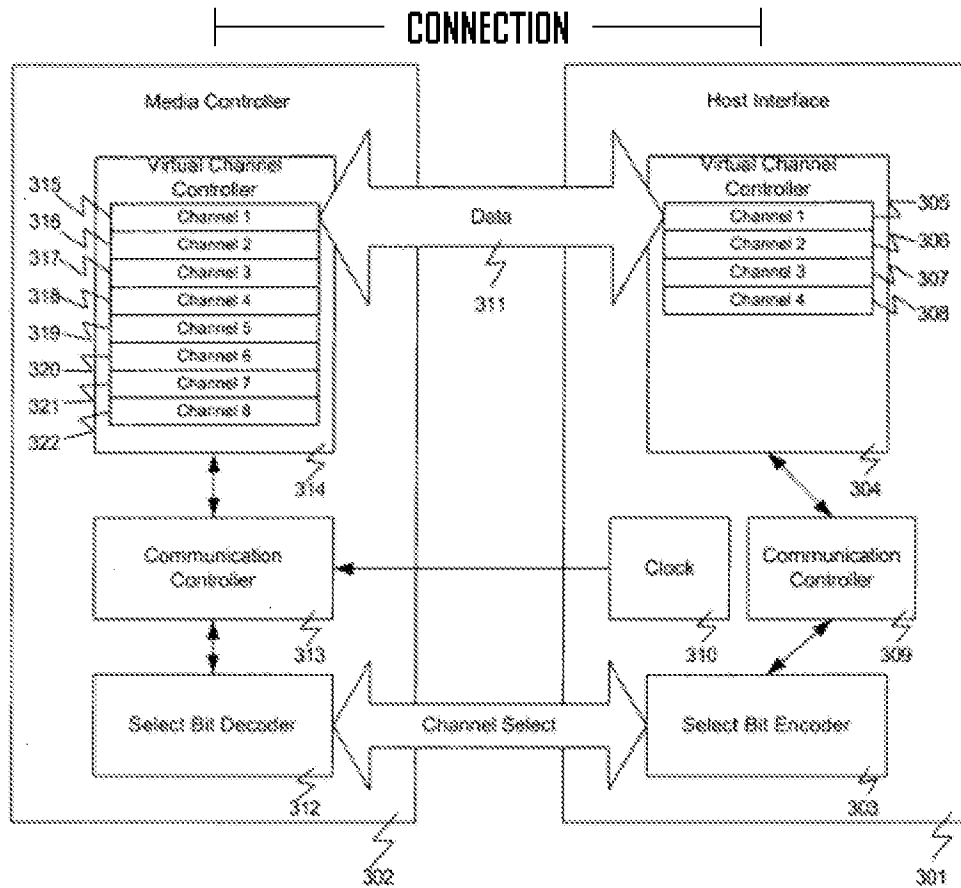 CONNECTION
Media Controller
Host Interface
Virtual Channel
Controller
Virtual Channel
Controller
315
316
317
318
319
320
321
322
Channel 1
Channel 2
Channel 3
Channel 4
Channel 5
Channel 6
Channel 7
Channel 8
Data
311
Channel 1
Channel 2
Channel 3
Channel 4
305
306
307
308
314
304
Communication
Controller
Clock
Communication
Controller
313
310
309
Select Bit Decoder
Channel Select
Select Bit Encoder
312
303
302
301